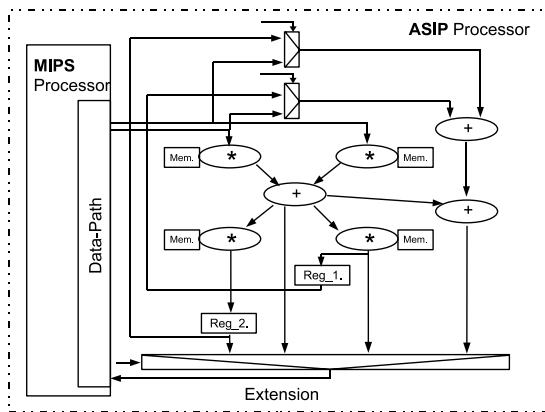 ASIP Processor
MIPS
Processor
Data-Path
+
Mem.
*
*
Mem.
+
+
Mem.
*
*
Mem.
Reg_1.
Reg_2.
Extension